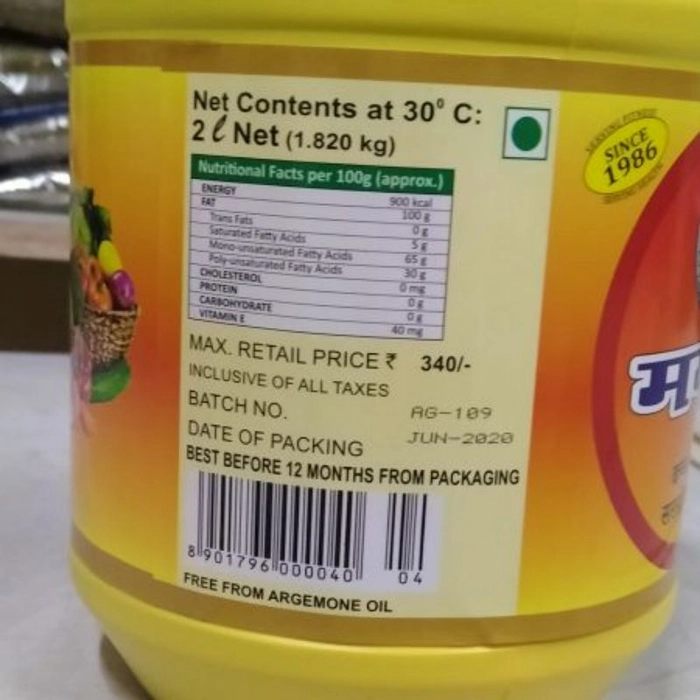 Net Contents at 30° C:
2 ℓ Net (1.820 kg)
Nutritional Facts per 100g (approx.)
ENERGY 900 kcal
FAT 100 g
Trans Fats 0 g
Saturated Fatty Acids 5 g
Mono-unsaturated Fatty Acids 65 g
Poly-unsaturated Fatty Acids 30 g
CHOLESTEROL 0 mg
PROTEIN 0 g
CARBOHYDRATE 0 g
VITAMIN E 40 mg
MAX. RETAIL PRICE ₹ 340/-
INCLUSIVE OF ALL TAXES
BATCH NO. AG-109
DATE OF PACKING JUN-2020
BEST BEFORE 12 MONTHS FROM PACKAGING
8 901796 000040 04
FREE FROM ARGEMONE OIL
SINCE
1986